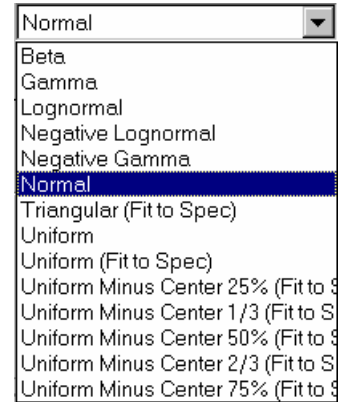 Normal
Beta
Gamma
Lognormal
Negative Lognormal
Negative Gamma
Normal
Triangular (Fit to Spec)
Uniform
Uniform (Fit to Spec)
Uniform Minus Center 25% (Fit to S
Uniform Minus Center 1/3 (Fit to S
Uniform Minus Center 50% (Fit to S
Uniform Minus Center 2/3 (Fit to S
Uniform Minus Center 75% (Fit to S